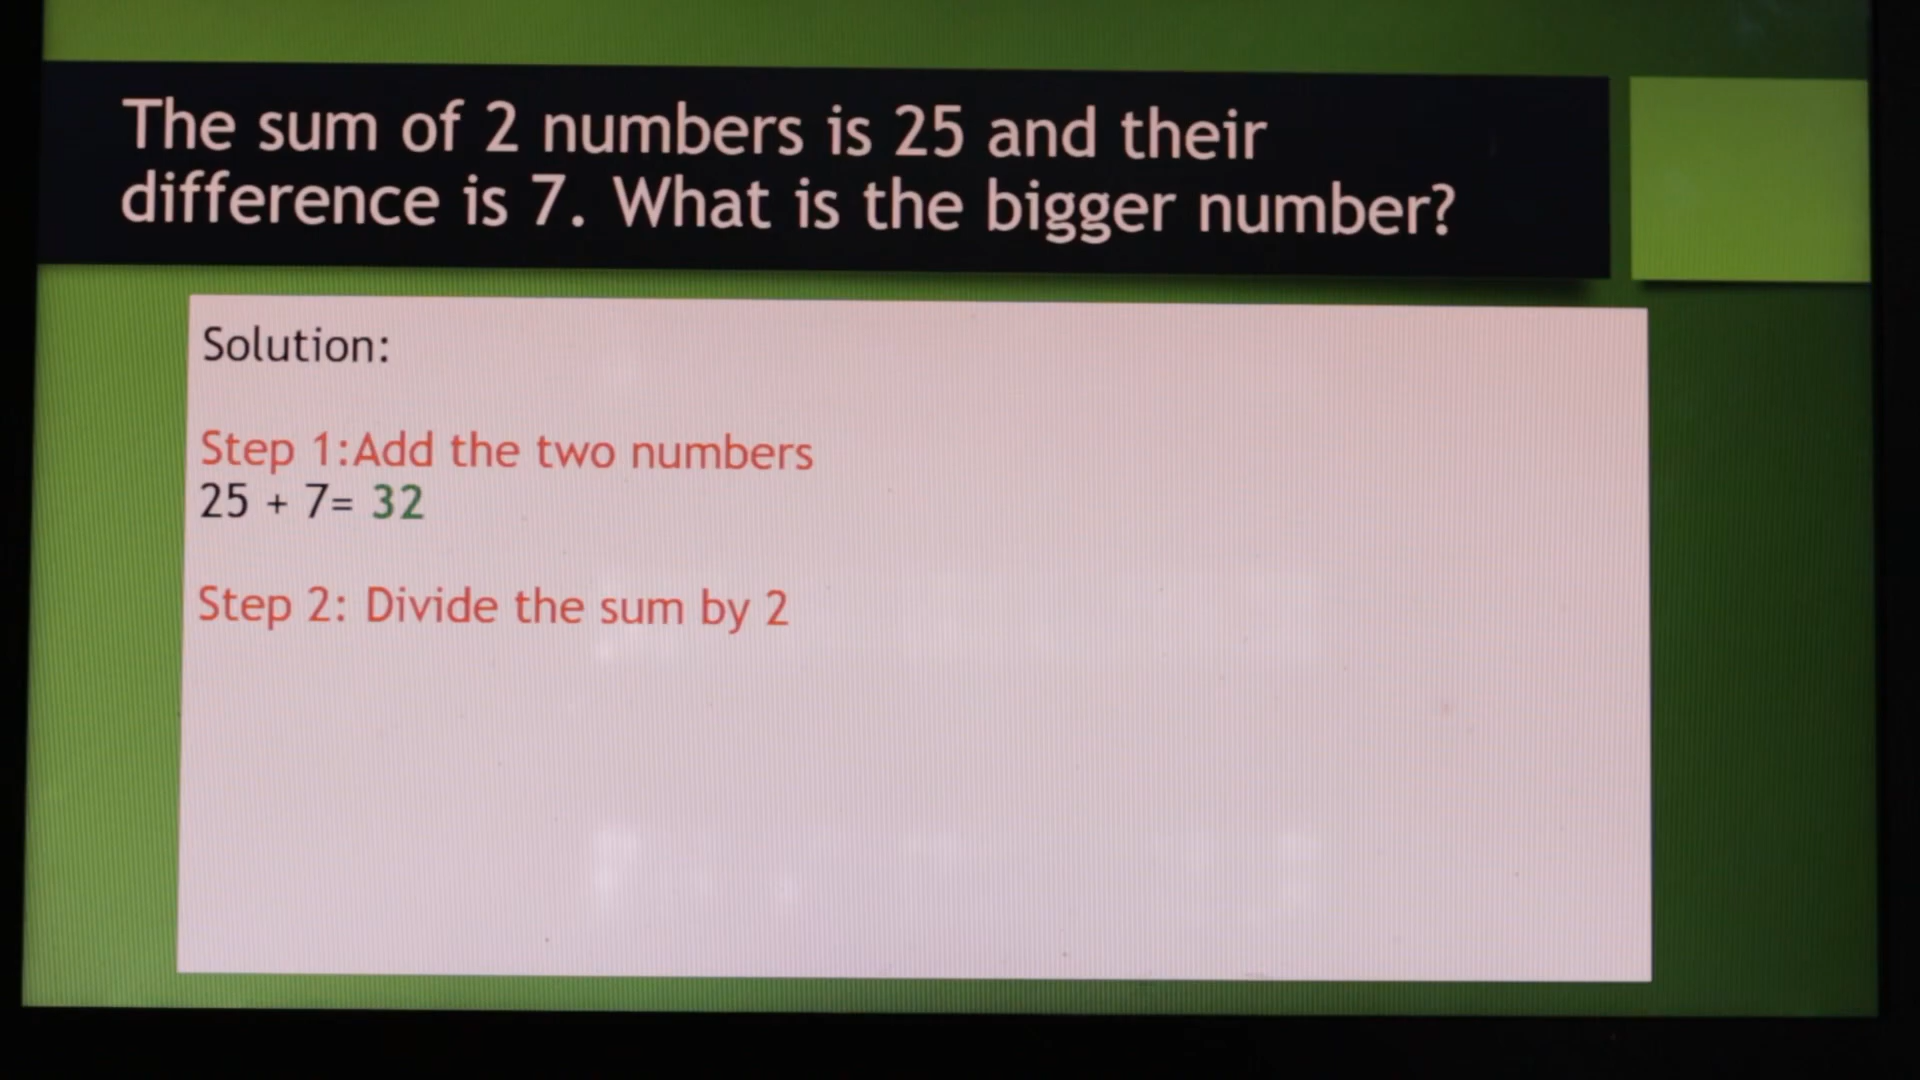 The sum of 2 numbers is 25 and their
difference is 7. What is the bigger number?
Solution:
Step 1:Add the two numbers
25 + 7= 32
Step 2: Divide the sum by 2